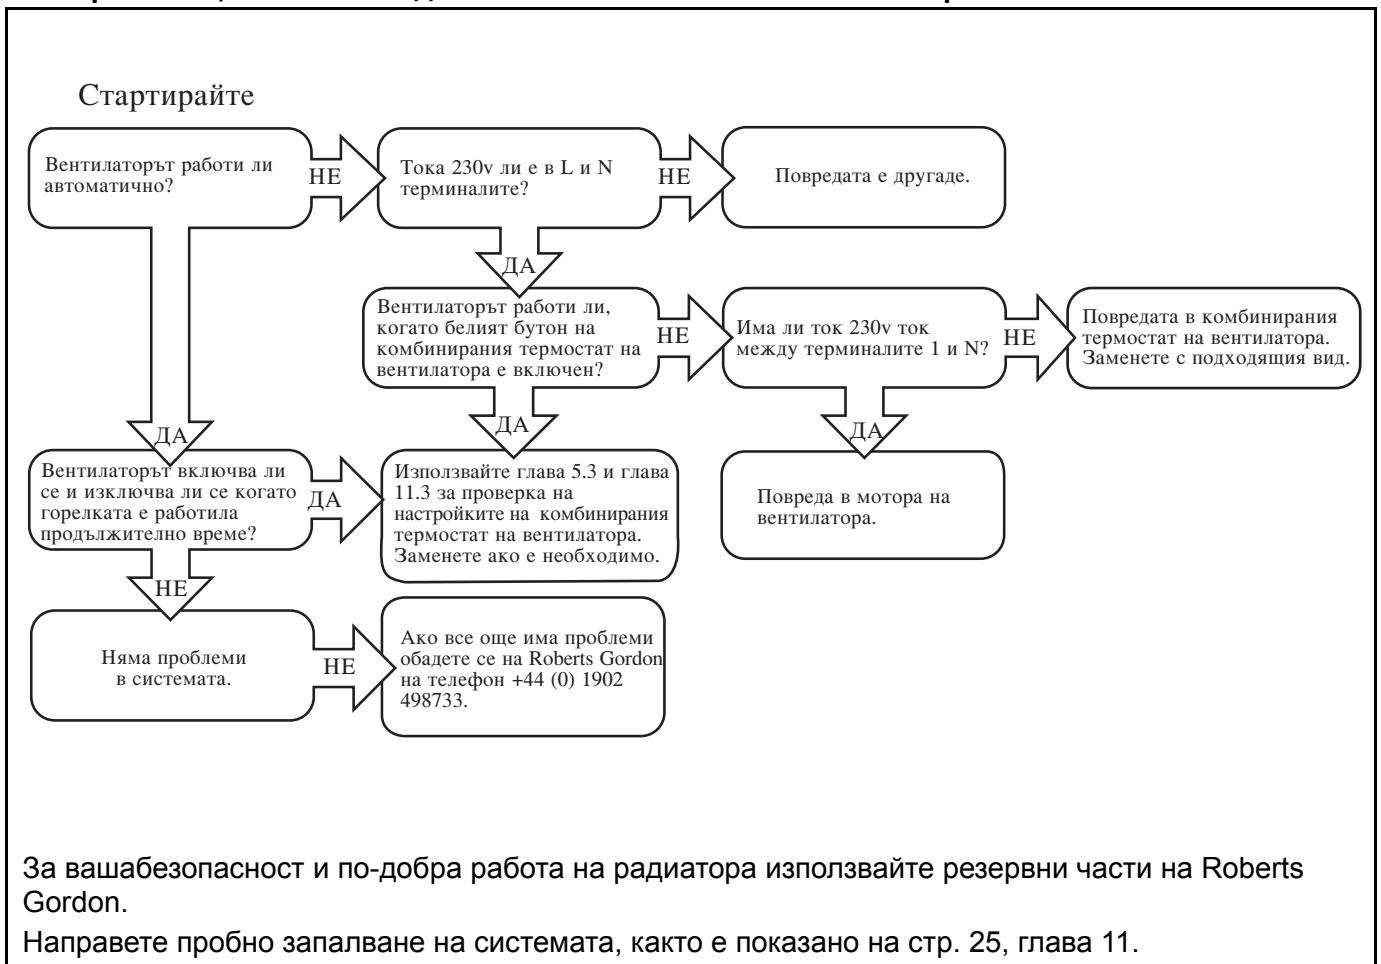 Стартирайте
Вентилаторът работи ли
автоматично?
НЕ
Тока 230v ли е в L и N
терминалите?
НЕ
Повредата е другаде.
ДА
Вентилаторът работи ли,
когато белият бутон на
комбинирания термостат на
вентилатора е включен?
НЕ
Има ли ток 230v ток
между терминалите 1 и N?
НЕ
Повредата в комбинирания
термостат на вентилатора.
Заменете с подходящия вид.
ДА
ДА
ДА
Вентилаторът включва ли
се и изключва ли се когато
горелката е работила
продължително време?
ДА
Използвайте глава 5.3 и глава
11.3 за проверка на
настройките на комбинирания
термостат на вентилатора.
Заменете ако е необходимо.
Повреда в мотора на
вентилатора.
НЕ
Няма проблеми
в системата.
НЕ
Ако все още има проблеми
обадете се на Roberts Gordon
на телефон +44 (0) 1902
498733.
За вашабезопасност и по-добра работа на радиатора използвайте резервни части на Roberts
Gordon.
Направете пробно запалване на системата, както е показано на стр. 25, глава 11.